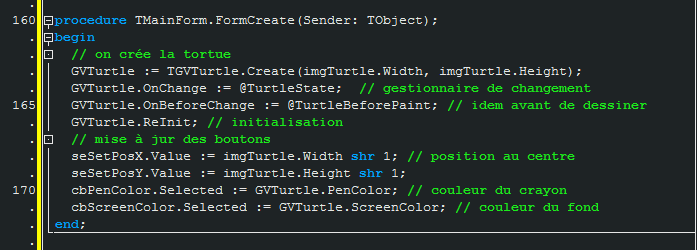 160 procedure TMainForm.FormCreate(Sender: TObject);
begin
// on crée la tortue
GVTurtle := TGVTurtle.Create(imgTurtle.Width, imgTurtle.Height);
GVTurtle.OnChange := @TurtleState;  // gestionnaire de changement
165 GVTurtle.OnBeforeChange := @TurtleBeforePaint; // idem avant de dessiner
GVTurtle.ReInit; // initialisation
// mise à jur des boutons
seSetPosX.Value := imgTurtle.Width shr 1; // position au centre
seSetPosY.Value := imgTurtle.Height shr 1;
170 cbPenColor.Selected := GVTurtle.PenColor; // couleur du crayon
cbScreenColor.Selected := GVTurtle.ScreenColor; // couleur du fond
end;